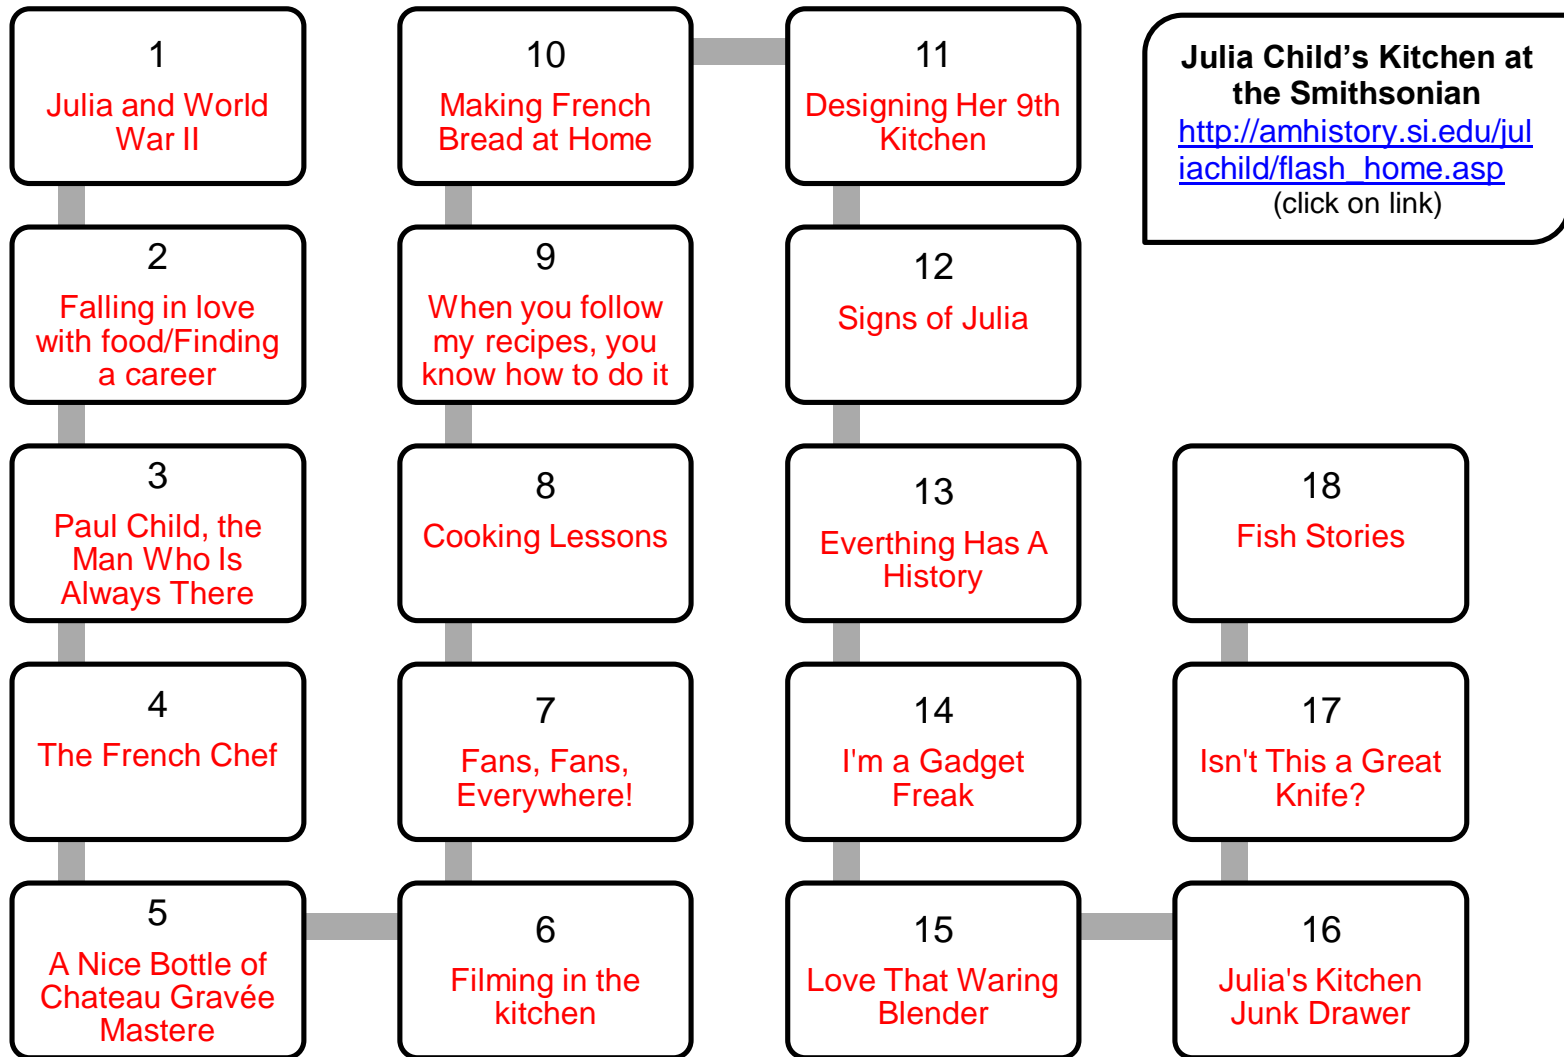 1
Julia and World
War II
2
Falling in love
with food/Finding
a career
3
Paul Child, the
Man Who Is
Always There
4
The French Chef
5
A Nice Bottle of
Chateau Gravée
Mastere
6
Filming in the
kitchen
7
Fans, Fans,
Everywhere!
8
Cooking Lessons
9
When you follow
my recipes, you
know how to do it
10
Making French
Bread at Home
11
Designing Her 9th
Kitchen
12
Signs of Julia
13
Everthing Has A
History
14
I'm a Gadget
Freak
15
Love That Waring
Blender
16
Julia's Kitchen
Junk Drawer
17
Isn't This a Great
Knife?
18
Fish Stories
Julia Child’s Kitchen at
the Smithsonian
http://amhistory.si.edu/jul
iachild/flash_home.asp
(click on link)